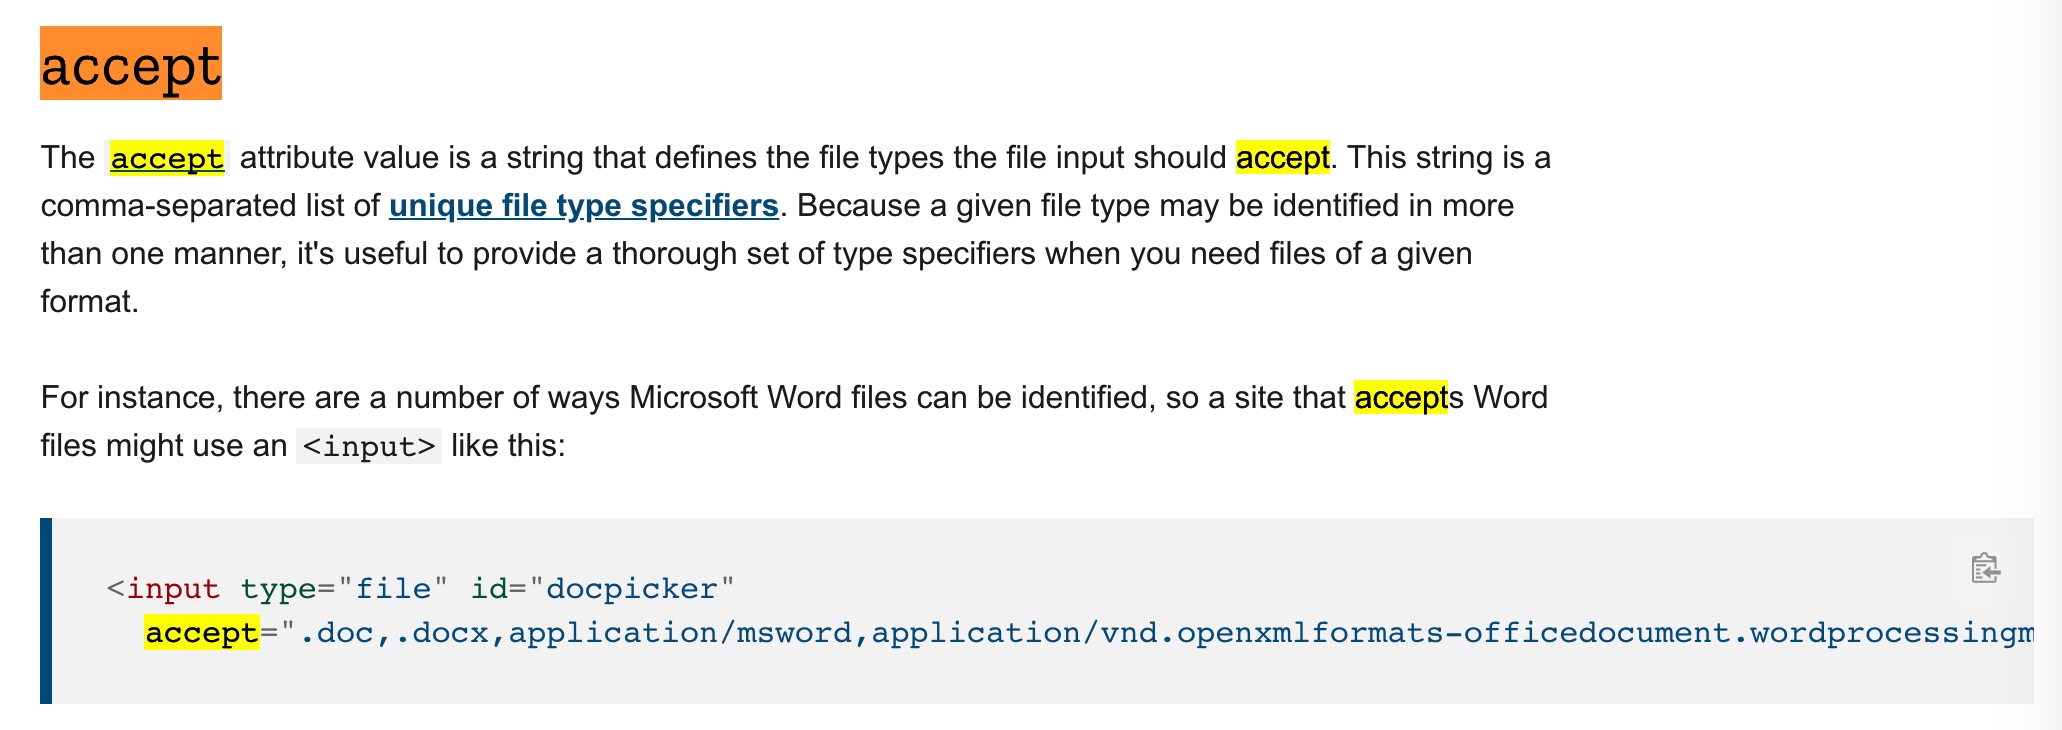 accept
The accept attribute value is a string that defines the file types the file input should accept. This string is a
comma-separated list of unique file type specifiers. Because a given file type may be identified in more
than one manner, it's useful to provide a thorough set of type specifiers when you need files of a given
format.
For instance, there are a number of ways Microsoft Word files can be identified, so a site that accepts Word
files might use an <input> like this:
<input type="file" id="docpicker"
accept=".doc,.docx,application/msword,application/vnd.openxmlformats-officedocument.wordprocessingm